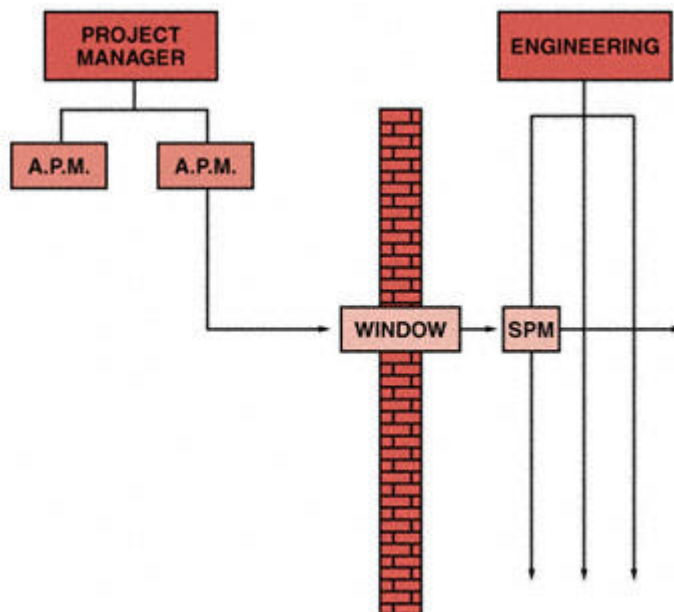 PROJECT
MANAGER
ENGINEERING
A.P.M.
A.P.M.
WINDOW
SPM